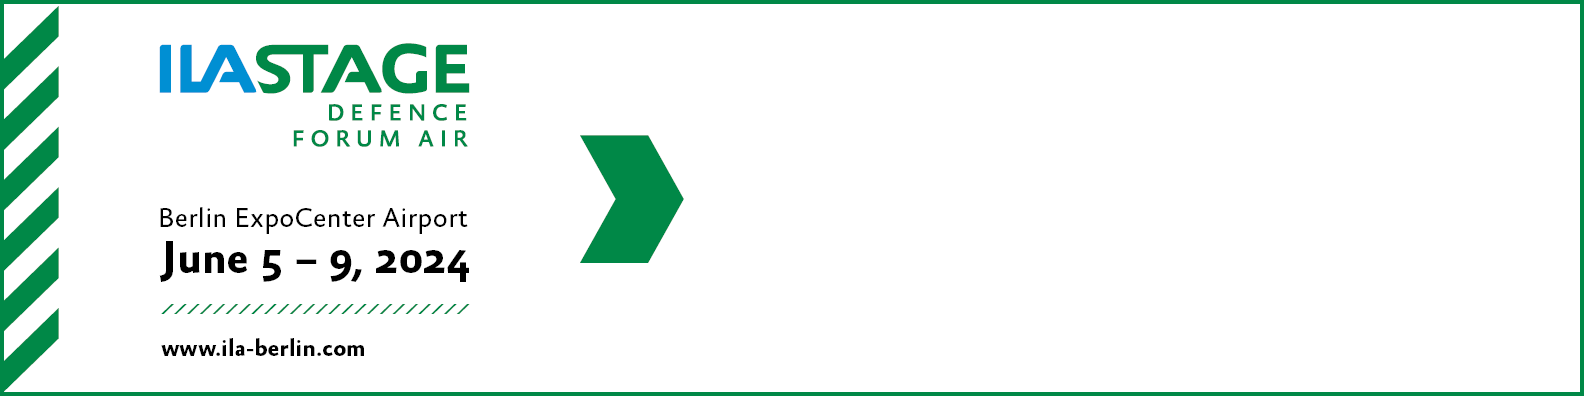 ILASTAGE
DEFENCE
FORUM AIR
Berlin ExpoCenter Airport
June 5 – 9, 2024
www.ila-berlin.com